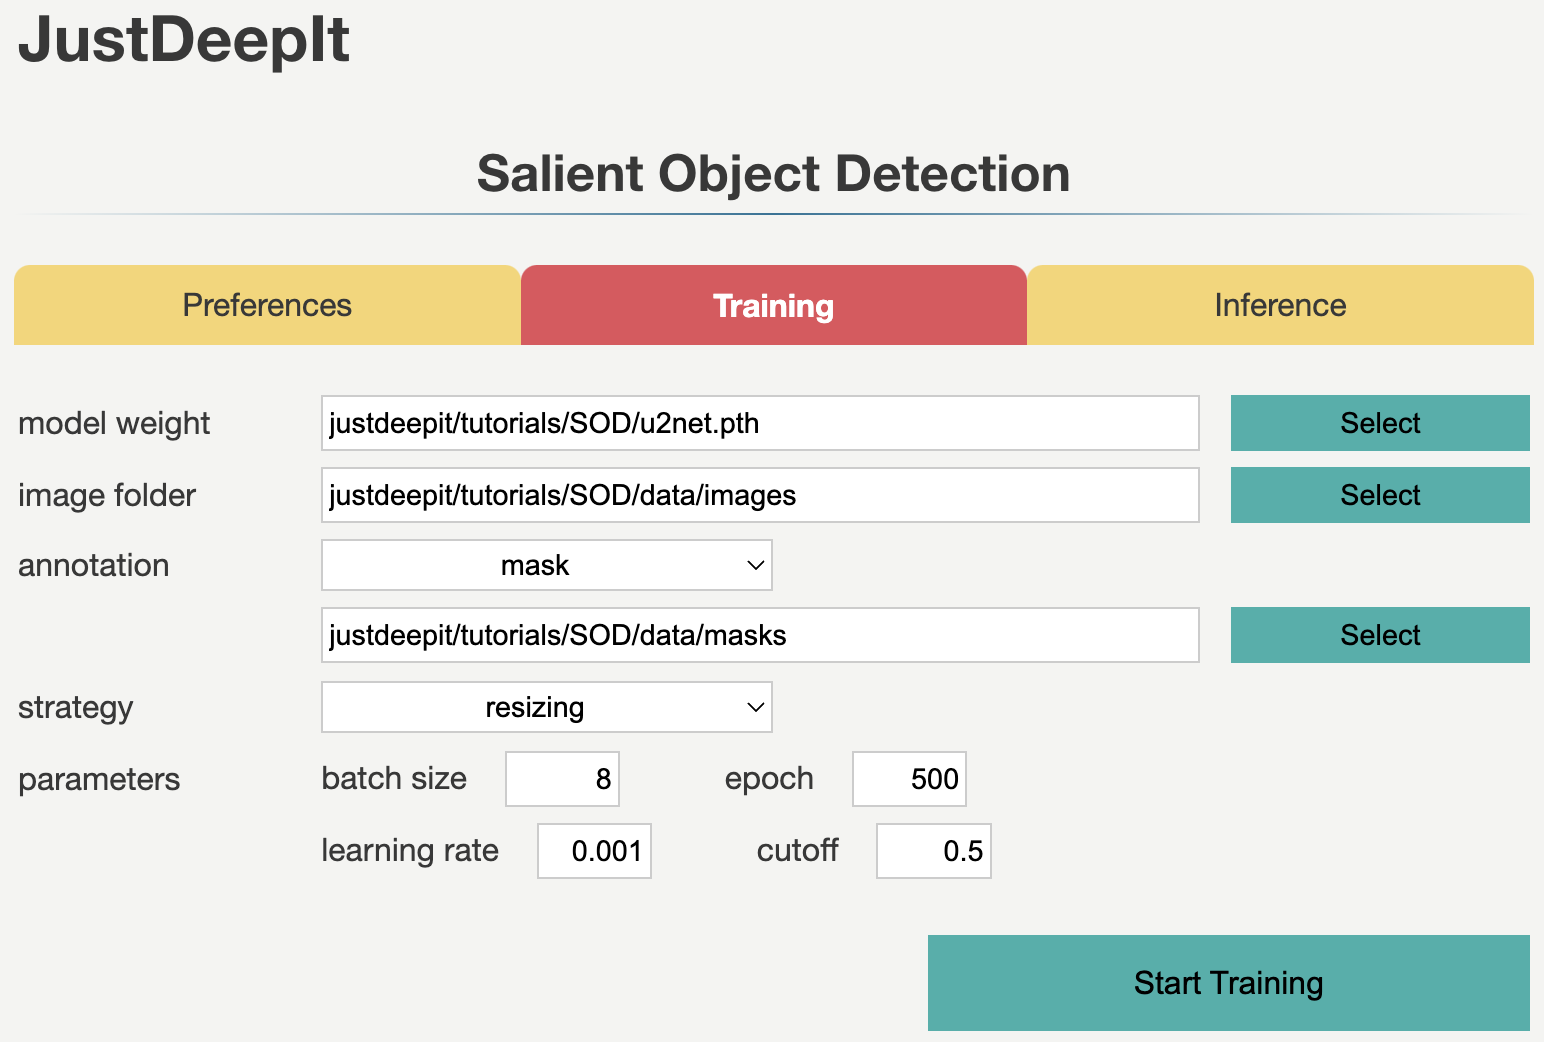 JustDeepIt
Salient Object Detection
Preferences Training Inference
model weight justdeepit/tutorials/SOD/u2net.pth Select
image folder justdeepit/tutorials/SOD/data/images Select
annotation mask
justdeepit/tutorials/SOD/data/masks Select
strategy resizing
parameters batch size 8 epoch 500
learning rate 0.001 cutoff 0.5
Start Training